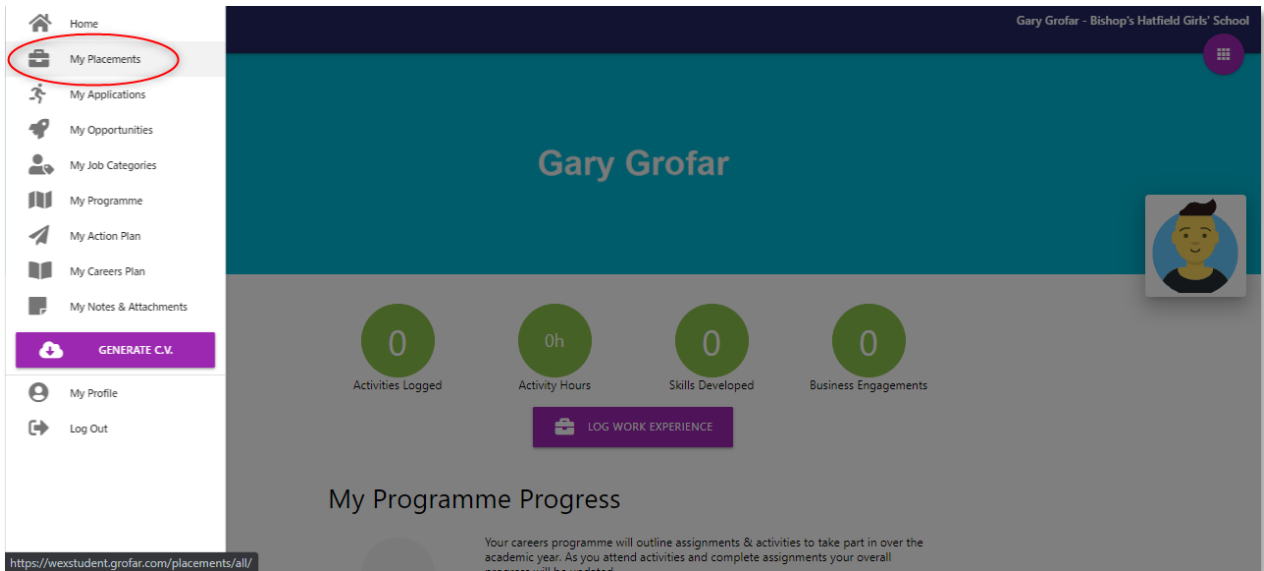 Home
My Placements
My Applications
My Opportunities
My Job Categories
My Programme
My Action Plan
My Careers Plan
My Notes & Attachments
GENERATE C.V.
My Profile
Log Out
https://wexstudent.grofar.com/placements/all/
Gary Grofar - Bishop's Hatfield Girls' School
Gary Grofar
0
Activities Logged
0h
Activity Hours
0
Skills Developed
0
Business Engagements
LOG WORK EXPERIENCE
My Programme Progress
Your careers programme will outline assignments & activities to take part in over the
academic year. As you attend activities and complete assignments your overall
progress will be updated.